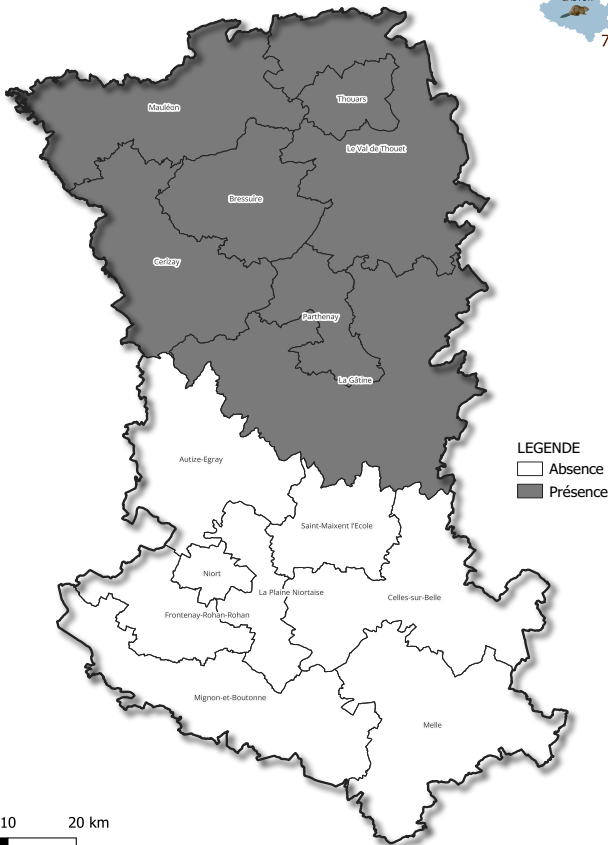 7
Mauléon
Thouars
Le Val de Thouet
Bressuire
Cerizay
Parthenay
La Gâtine
LEGENDE
Absence
Présence
Autize-Egray
Saint-Maixent l'Ecole
Niort
La Plaine Niortaise
Celles-sur-Belle
Frontenay-Rohan-Rohan
Mignon-et-Boutonne
Melle
10 20 km